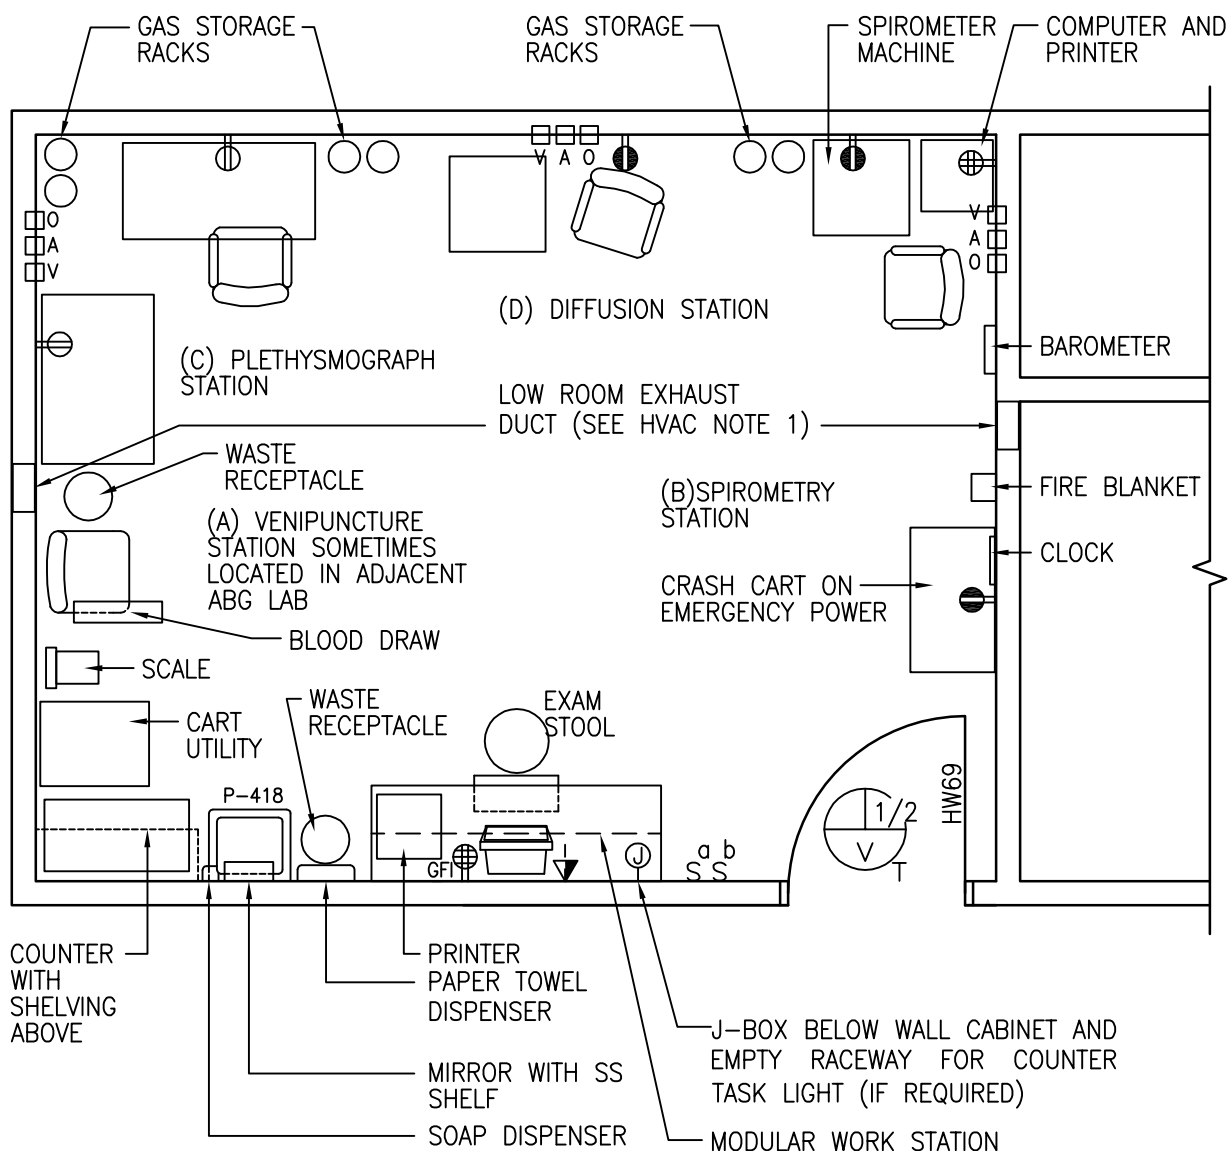 GAS STORAGE
RACKS
GAS STORAGE
RACKS
SPIROMETER
MACHINE
COMPUTER AND
PRINTER
V A O
O
A
V
V
A
O
(D) DIFFUSION STATION
(C) PLETHYSMOGRAPH
STATION
BAROMETER
LOW ROOM EXHAUST
DUCT (SEE HVAC NOTE 1)
WASTE
RECEPTACLE
(B)SPIROMETRY
STATION
FIRE BLANKET
(A) VENIPUNCTURE
STATION SOMETIMES
LOCATED IN ADJACENT
ABG LAB
CLOCK
CRASH CART ON
EMERGENCY POWER
BLOOD DRAW
SCALE
WASTE
RECEPTACLE
EXAM
STOOL
CART
UTILITY
P-418
HW69
1/2
V
T
GFI
J
a b
S S
COUNTER
WITH
SHELVING
ABOVE
PRINTER
PAPER TOWEL
DISPENSER
J-BOX BELOW WALL CABINET AND
EMPTY RACEWAY FOR COUNTER
TASK LIGHT (IF REQUIRED)
MIRROR WITH SS
SHELF
SOAP DISPENSER
MODULAR WORK STATION